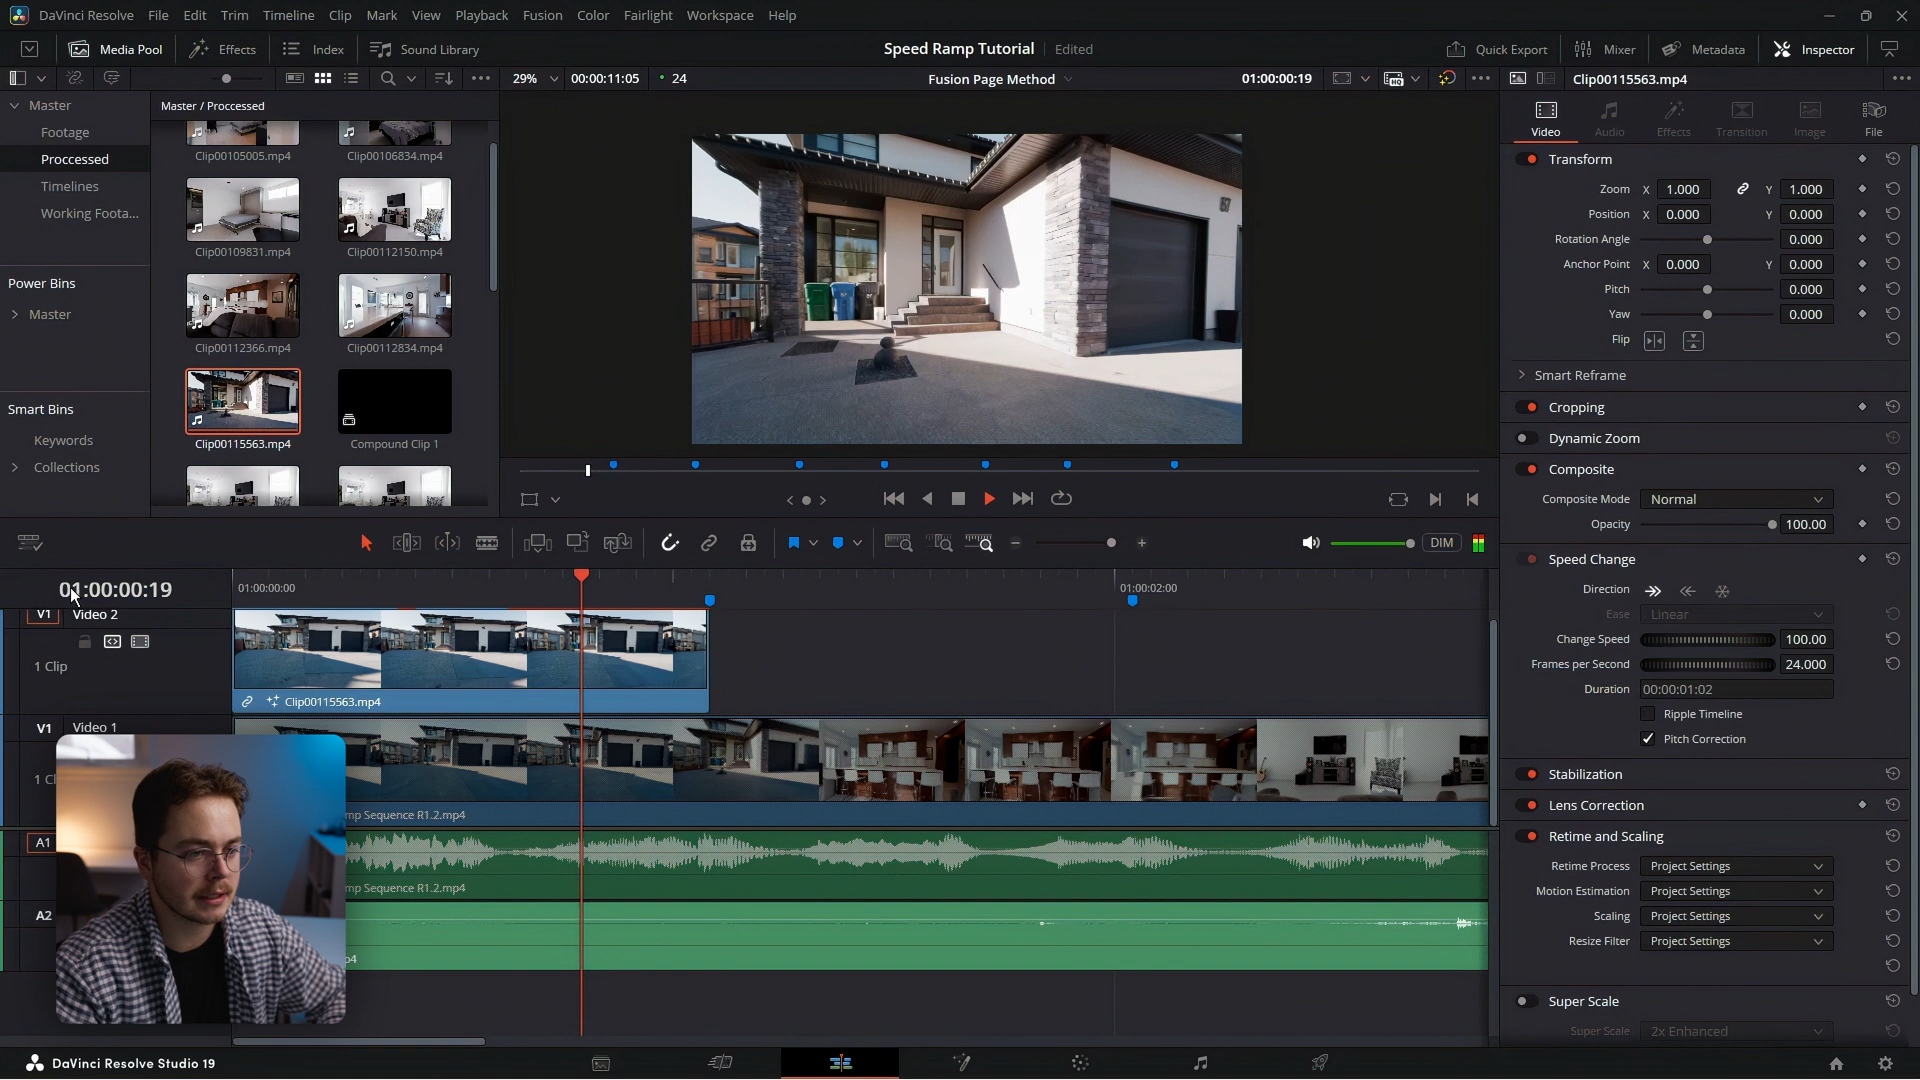 DaVinci Resolve File Edit Trim Timeline Clip Mark View Playback Fusion Color Fairlight Workspace Help
Media Pool Effects Index Sound Library Speed Ramp Tutorial Edited Quick Export Mixer Metadata Inspector
29% 00:00:11:05 24 Fusion Page Method 01:00:00:19 Clip00115563.mp4
Master
Footage
Proccessed
Timelines
Working Foota...
Power Bins
Master
Smart Bins
Keywords
Collections
Master / Proccessed
Clip00105005.mp4 Clip00106834.mp4
Clip00109831.mp4 Clip00112150.mp4
Clip00112366.mp4 Clip00112834.mp4
Clip00115563.mp4 Compound Clip 1
Video Audio Effects Transition Image File
Transform
Zoom X 1.000 Y 1.000
Position X 0.000 Y 0.000
Rotation Angle 0.000
Anchor Point X 0.000 Y 0.000
Pitch 0.000
Yaw 0.000
Flip
Smart Reframe
Cropping
Dynamic Zoom
Composite
Composite Mode Normal
Opacity 100.00
Speed Change
Direction
Ease Linear
Change Speed 100.00
Frames per Second 24.000
Duration 00:00:01:02
Ripple Timeline
Pitch Correction
Stabilization
Lens Correction
Retime and Scaling
Retime Process Project Settings
Motion Estimation Project Settings
Scaling Project Settings
Resize Filter Project Settings
Super Scale
Super Scale 2x Enhanced
DIM
01:00:00:19 01:00:00:00 01:00:02:00
V1 Video 2
1 Clip
Clip00115563.mp4
V1 Video 1
1 Cl
mp Sequence R1.2.mp4
A1
mp Sequence R1.2.mp4
A2
p4
DaVinci Resolve Studio 19